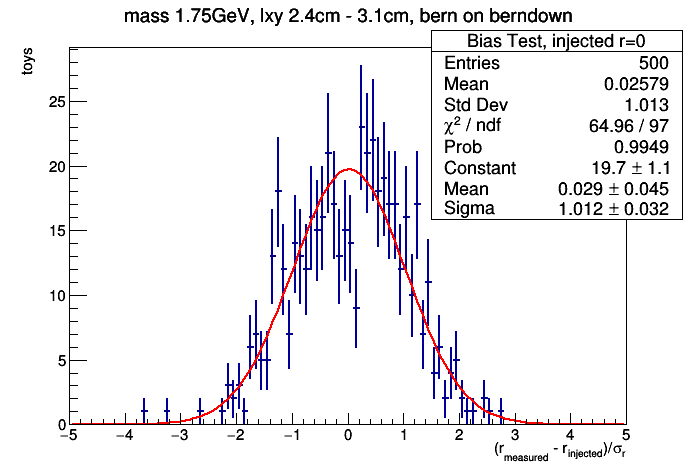 mass 1.75GeV, lxy 2.4cm - 3.1cm, bern on berndown
Bias Test, injected r=0
Entries 500
Mean 0.02579
Std Dev 1.013
χ² / ndf 64.96 / 97
Prob 0.9949
Constant 19.7 ± 1.1
Mean 0.029 ± 0.045
Sigma 1.012 ± 0.032
toys
25
20
15
10
5
0
−5 −4 −3 −2 −1 0 1 2 3 4 5
(r_measured - r_injected)/σ_r